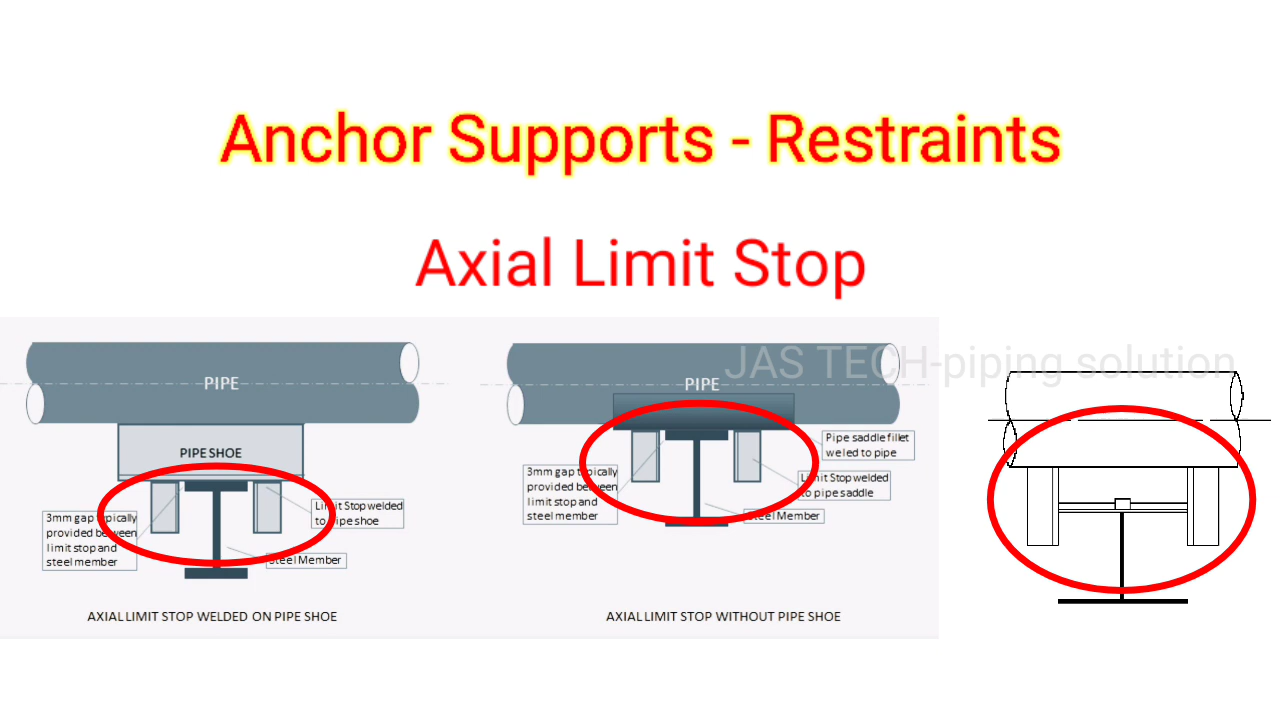 Anchor Supports - Restraints
Axial Limit Stop
JAS TECH-piping solution
PIPE
PIPE SHOE
3mm gap typically
provided between
limit stop and
steel member
Limit Stop welded
to pipe shoe
Steel Member
AXIAL LIMIT STOP WELDED ON PIPE SHOE
PIPE
Pipe saddle fillet
weled to pipe
3mm gap typically
provided between
limit stop and
steel member
Limit Stop welded
to pipe saddle
Steel Member
AXIAL LIMIT STOP WITHOUT PIPE SHOE